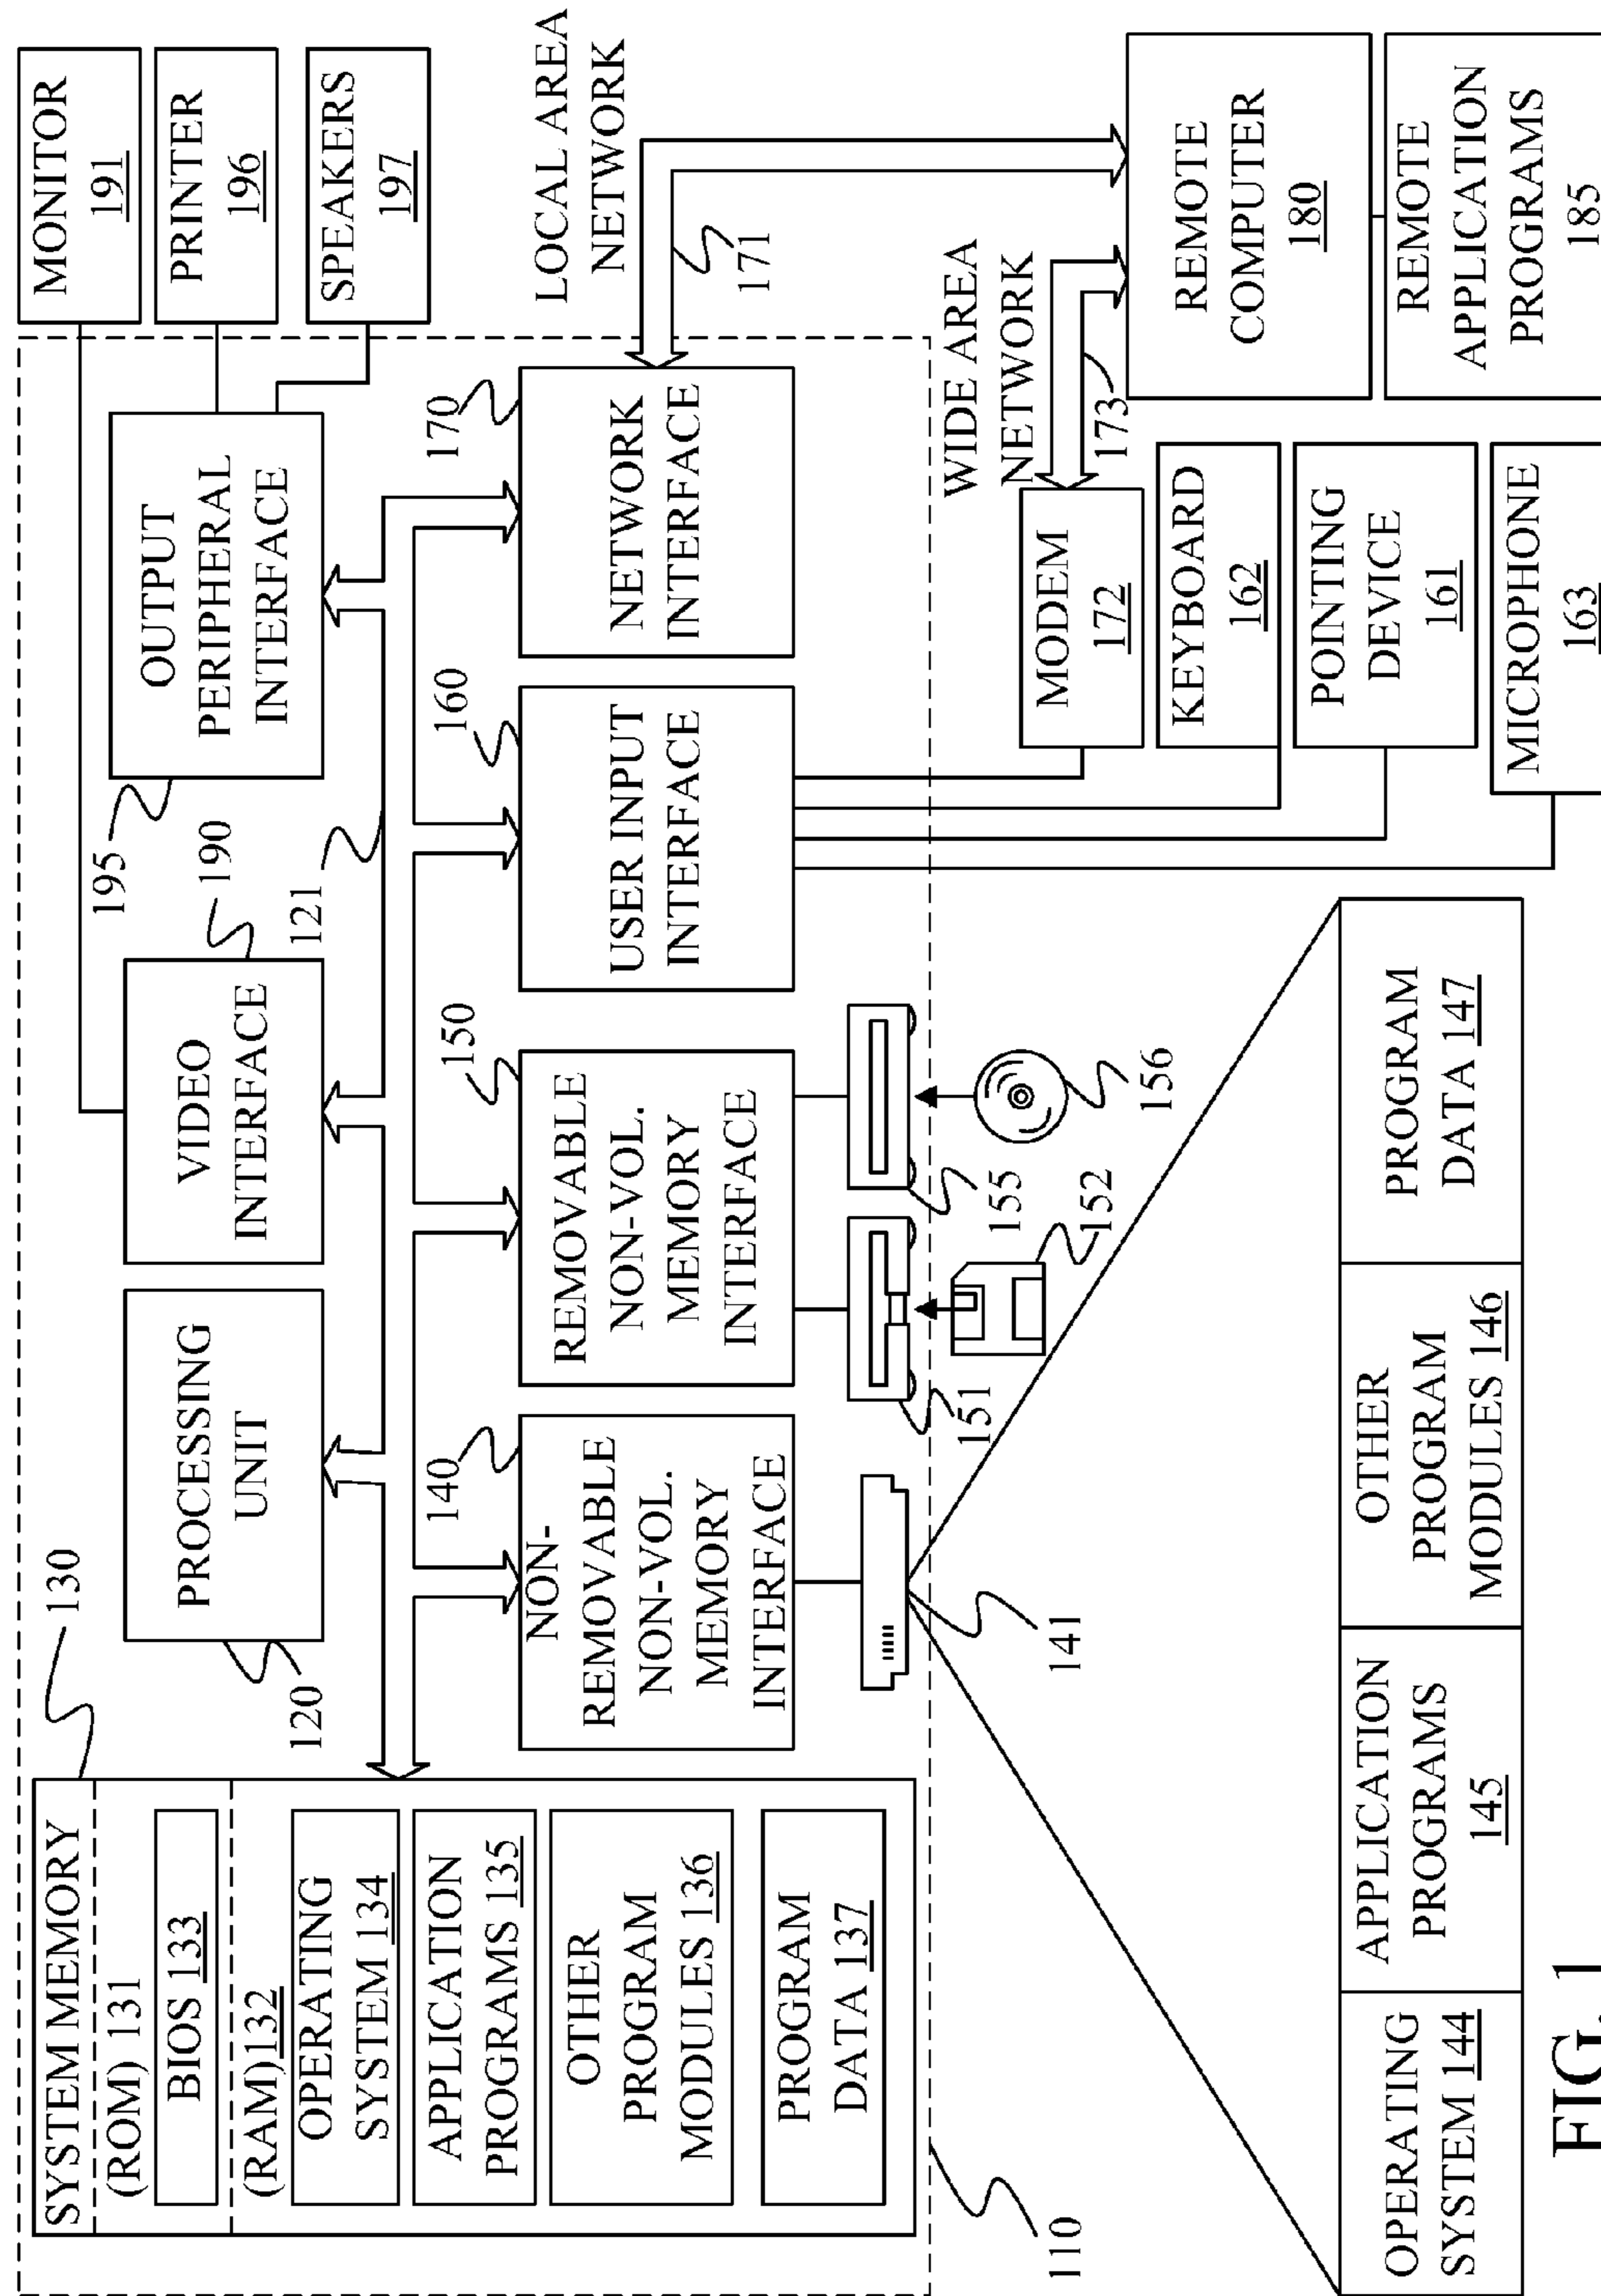 SYSTEM MEMORY
(ROM) 131
BIOS 133
(RAM)132
OPERATING
SYSTEM 134
APPLICATION
PROGRAMS 135
OTHER
PROGRAM
MODULES 136
PROGRAM
DATA 137
130
PROCESSING
UNIT
120
VIDEO
INTERFACE
190
121
OUTPUT
PERIPHERAL
INTERFACE
195
MONITOR
191
PRINTER
196
SPEAKERS
197
NON-
REMOVABLE
NON-VOL.
MEMORY
INTERFACE
140
REMOVABLE
NON-VOL.
MEMORY
INTERFACE
150
USER INPUT
INTERFACE
160
NETWORK
INTERFACE
170
LOCAL AREA
NETWORK
171
141
151
152
155
156
110
WIDE AREA
NETWORK
173
MODEM
172
KEYBOARD
162
POINTING
DEVICE
161
MICROPHONE
163
REMOTE
COMPUTER
180
REMOTE
APPLICATION
PROGRAMS
185
OPERATING
SYSTEM 144
APPLICATION
PROGRAMS
145
OTHER
PROGRAM
MODULES 146
PROGRAM
DATA 147
FIG. 1